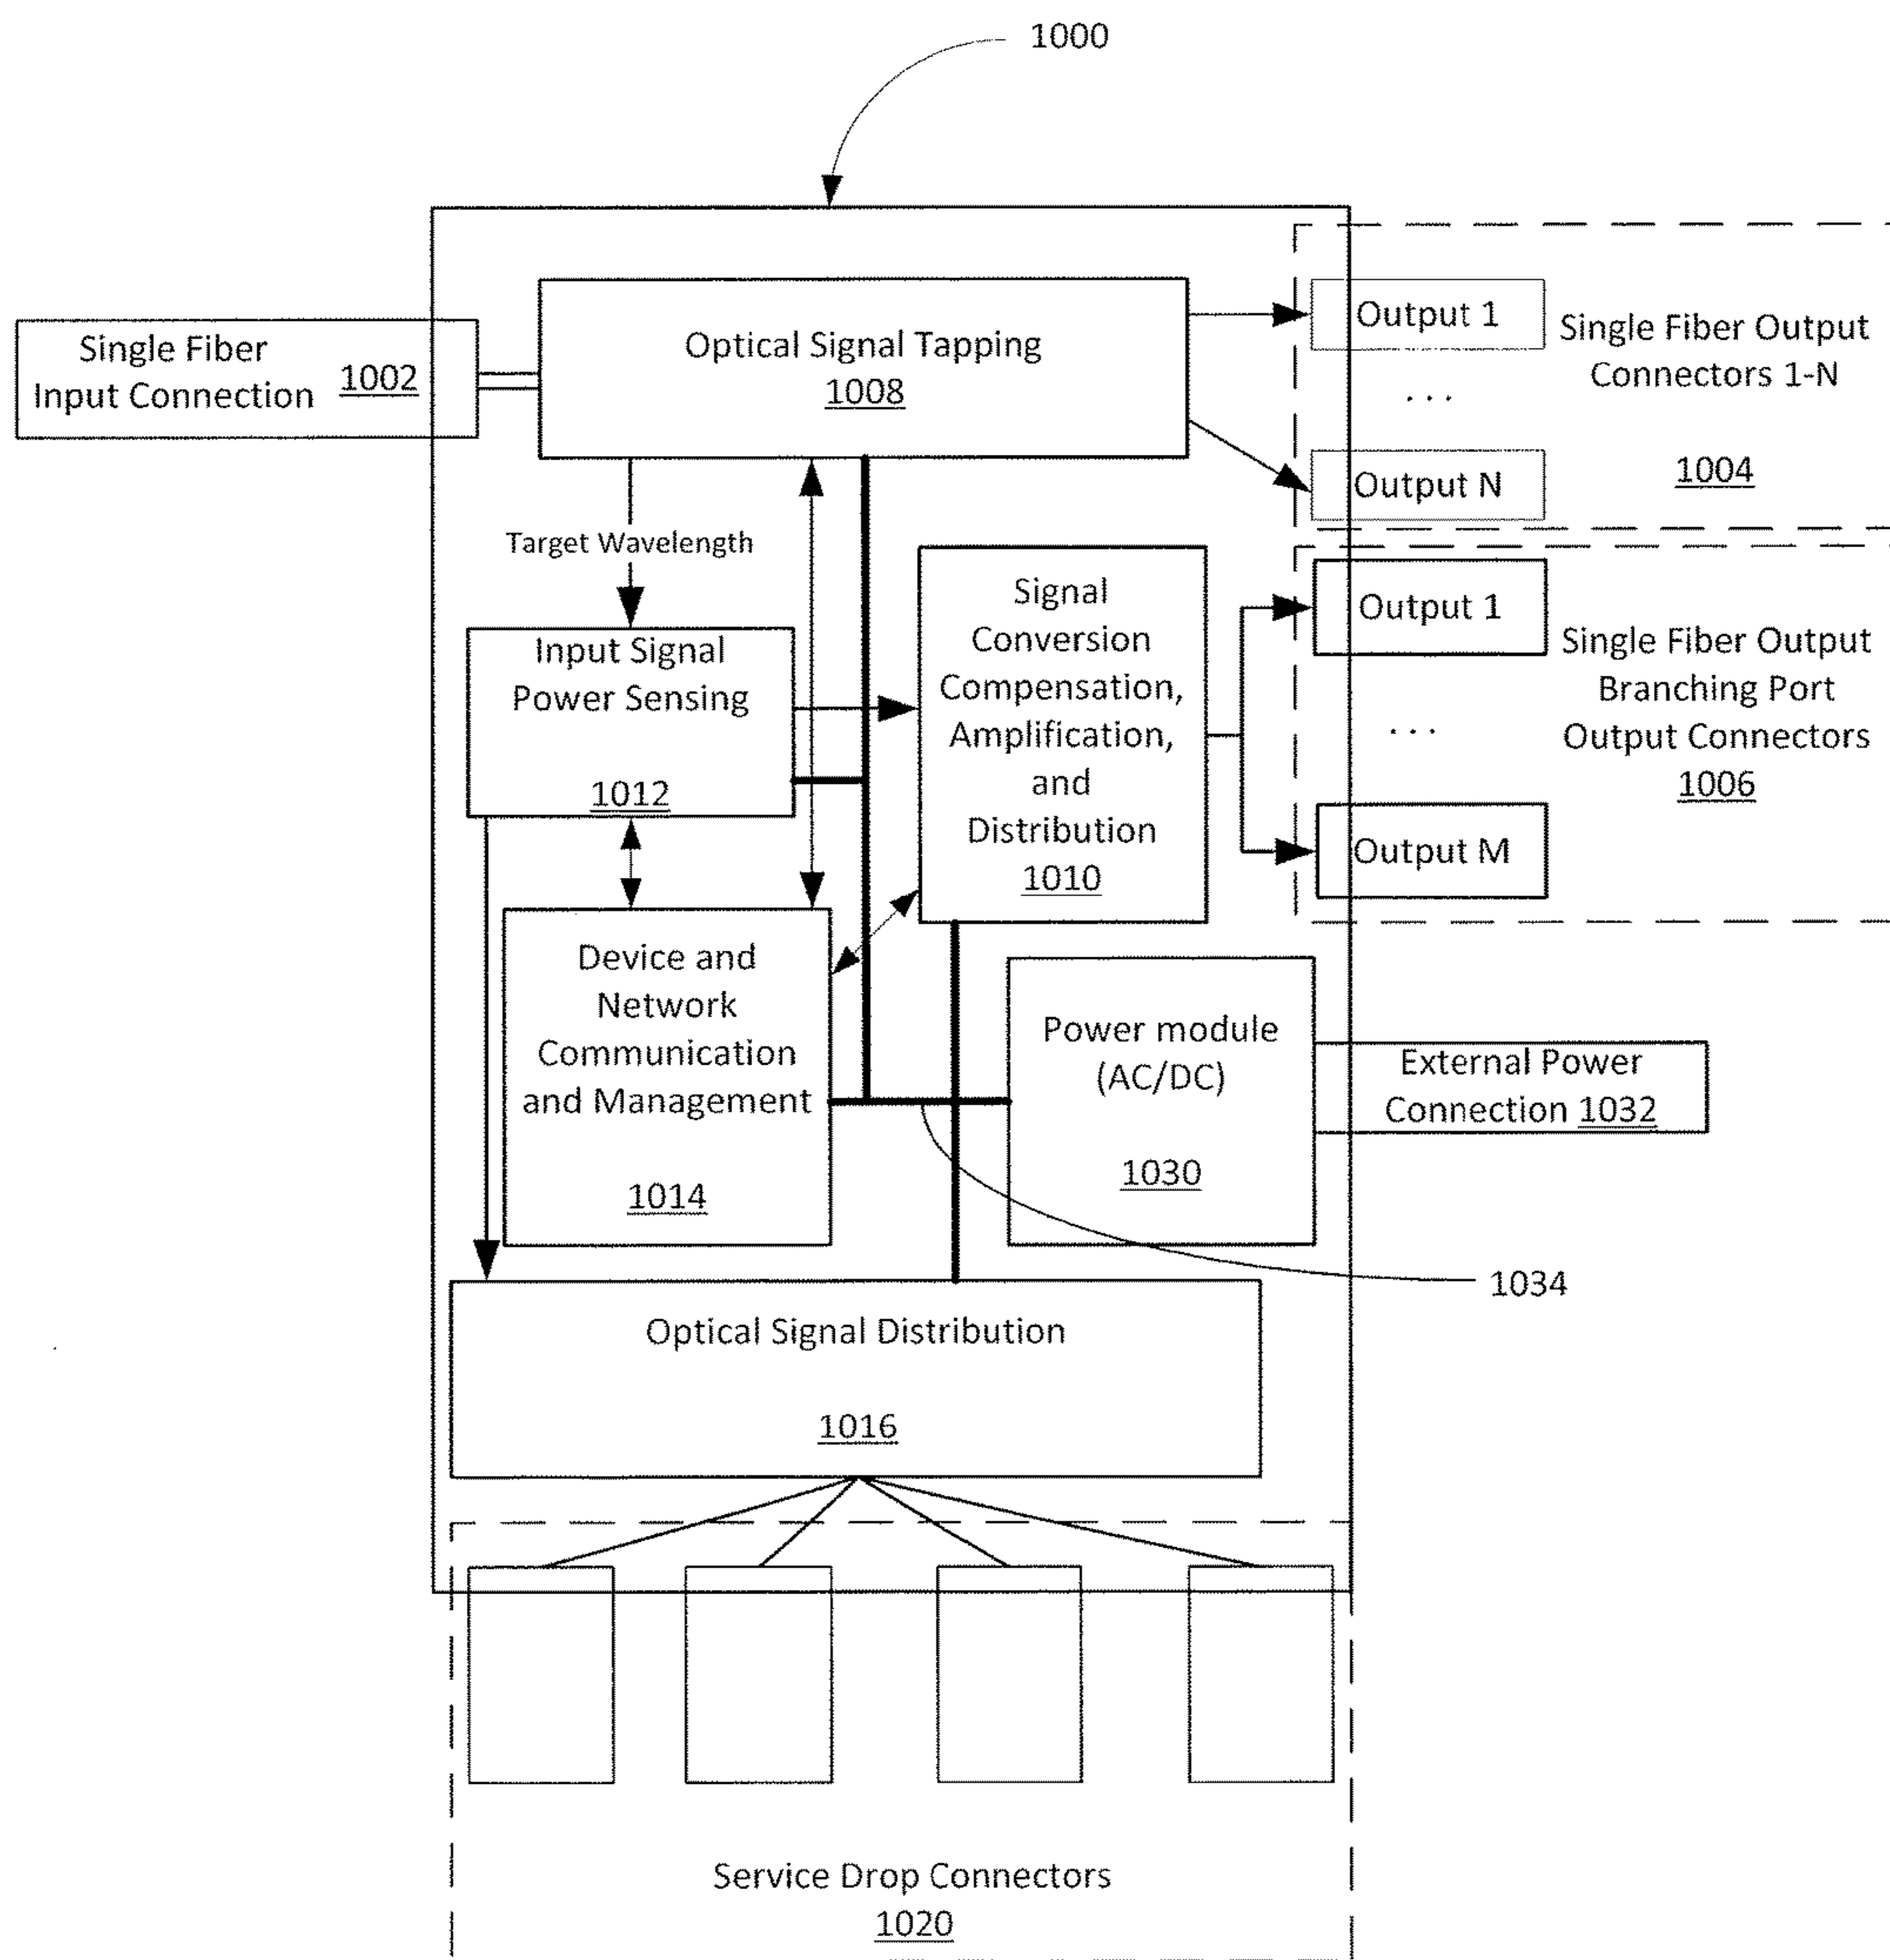 1000
Single Fiber
Input Connection 1002
Optical Signal Tapping
1008
Output 1
...
Output N
Single Fiber Output
Connectors 1-N
1004
Target Wavelength
Input Signal
Power Sensing
1012
Signal
Conversion
Compensation,
Amplification,
and
Distribution
1010
Output 1
...
Output M
Single Fiber Output
Branching Port
Output Connectors
1006
Device and
Network
Communication
and Management
1014
Power module
(AC/DC)
1030
External Power
Connection 1032
1034
Optical Signal Distribution
1016
Service Drop Connectors
1020